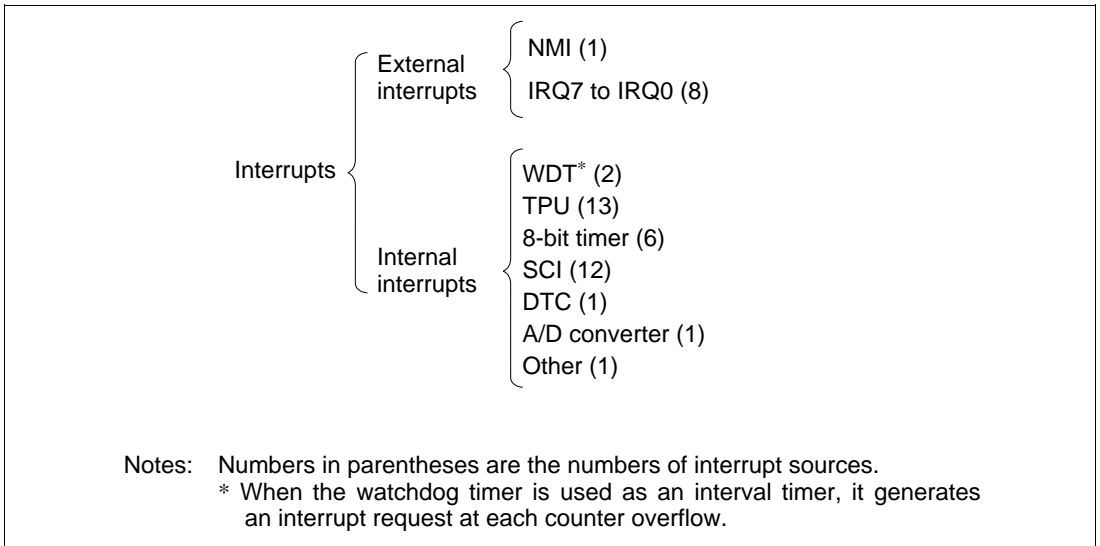 Interrupts
External
interrupts
NMI (1)
IRQ7 to IRQ0 (8)
Internal
interrupts
WDT* (2)
TPU (13)
8-bit timer (6)
SCI (12)
DTC (1)
A/D converter (1)
Other (1)
Notes: Numbers in parentheses are the numbers of interrupt sources.
* When the watchdog timer is used as an interval timer, it generates
an interrupt request at each counter overflow.